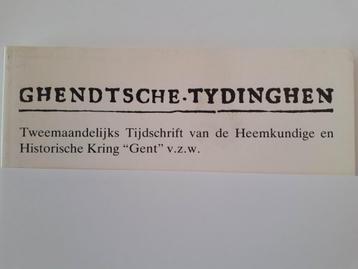 GHENDTSCHE-TYDINGHEN
Tweemaandelijks Tijdschrift van de Heemkundige en
Historische Kring “Gent” v.z.w.